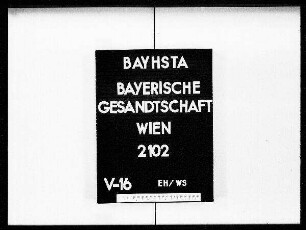 BAYHSTA
BAYERISCHE
GESANDTSCHAFT
WIEN
2102
V-16 EH/WS